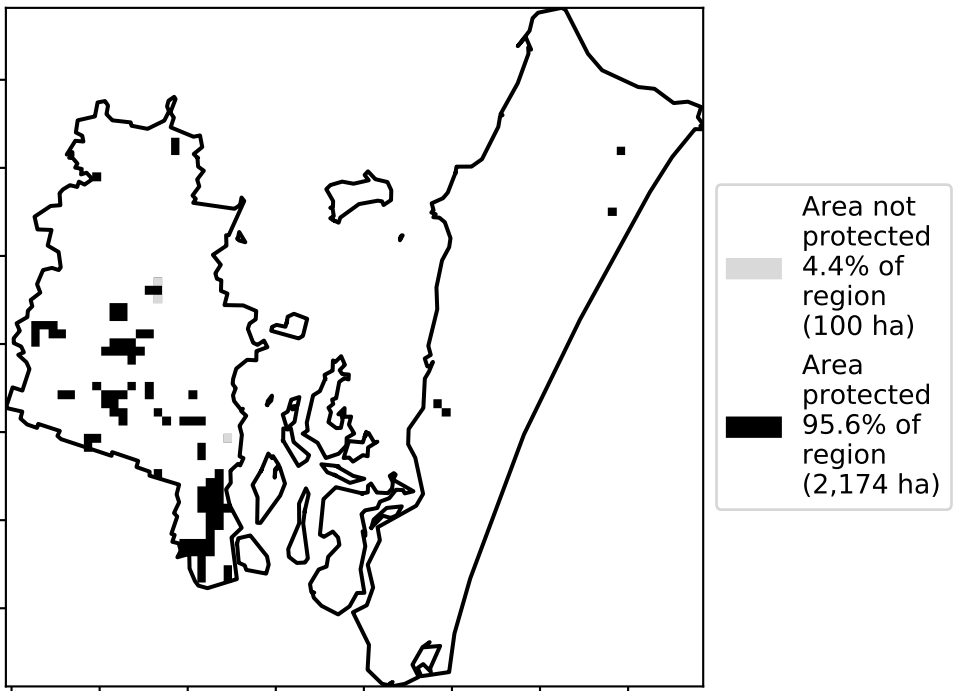 Area not
protected
4.4% of
region
(100 ha)
Area
protected
95.6% of
region
(2,174 ha)